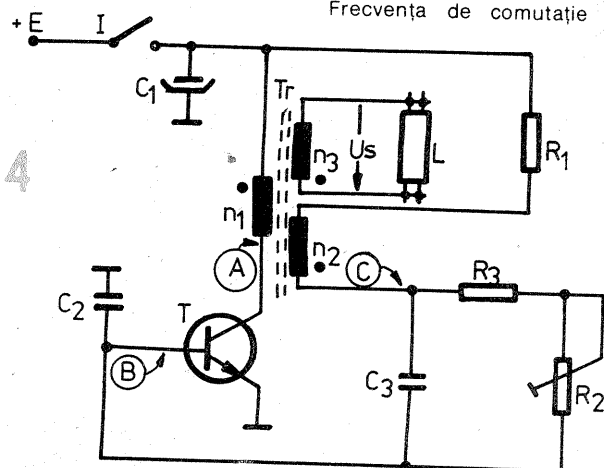 Frecvența de comutație
+E
I
C1
Tr
n3
Us
L
R1
4
n1
n2
A
C
R3
C2
T
B
C3
R2